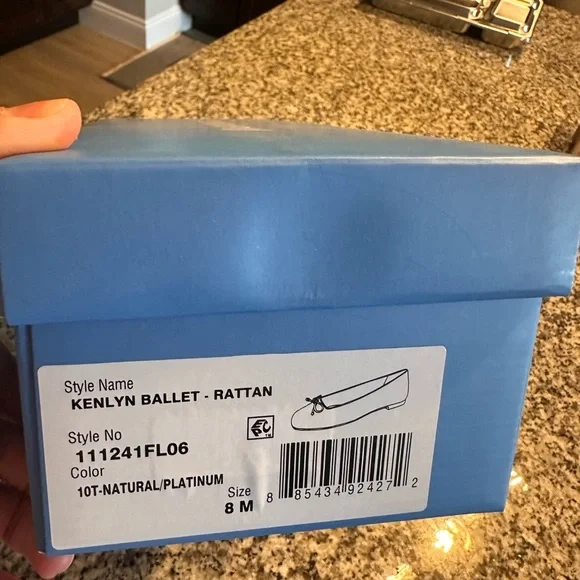 Style Name
KENLYN BALLET - RATTAN
Style No
111241FL06
Color
10T-NATURAL/PLATINUM
Size
8 M
8 85434 92427 2